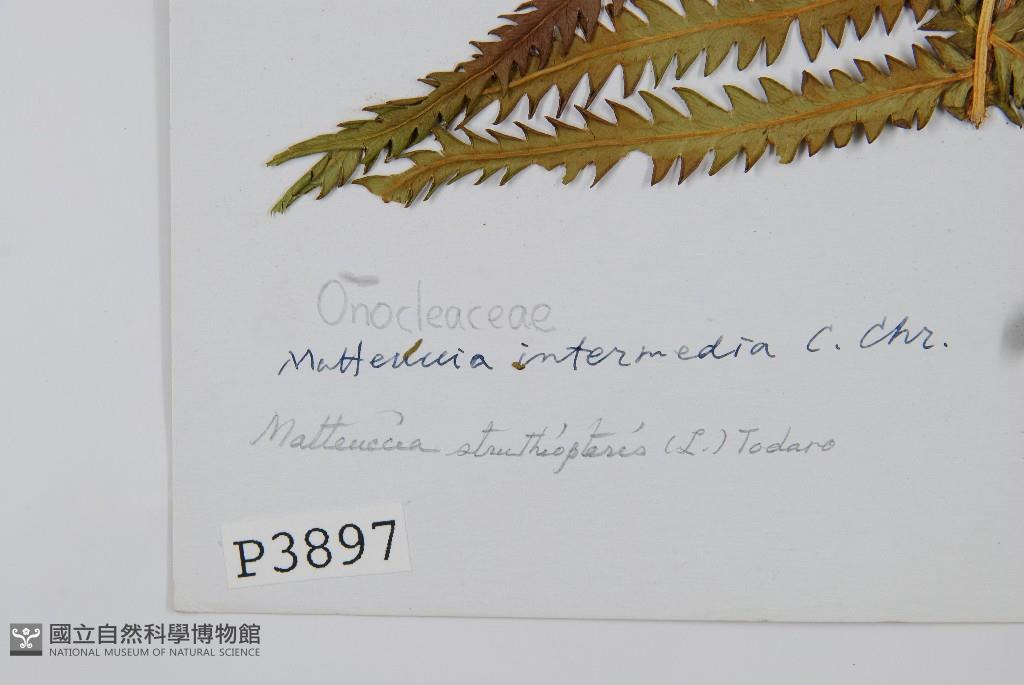 Onocleaceae
Matteuccia intermedia C. Chr.
Matteuccia struthiopteris (L.) Todaro
P3897
國立自然科學博物館
NATIONAL MUSEUM OF NATURAL SCIENCE